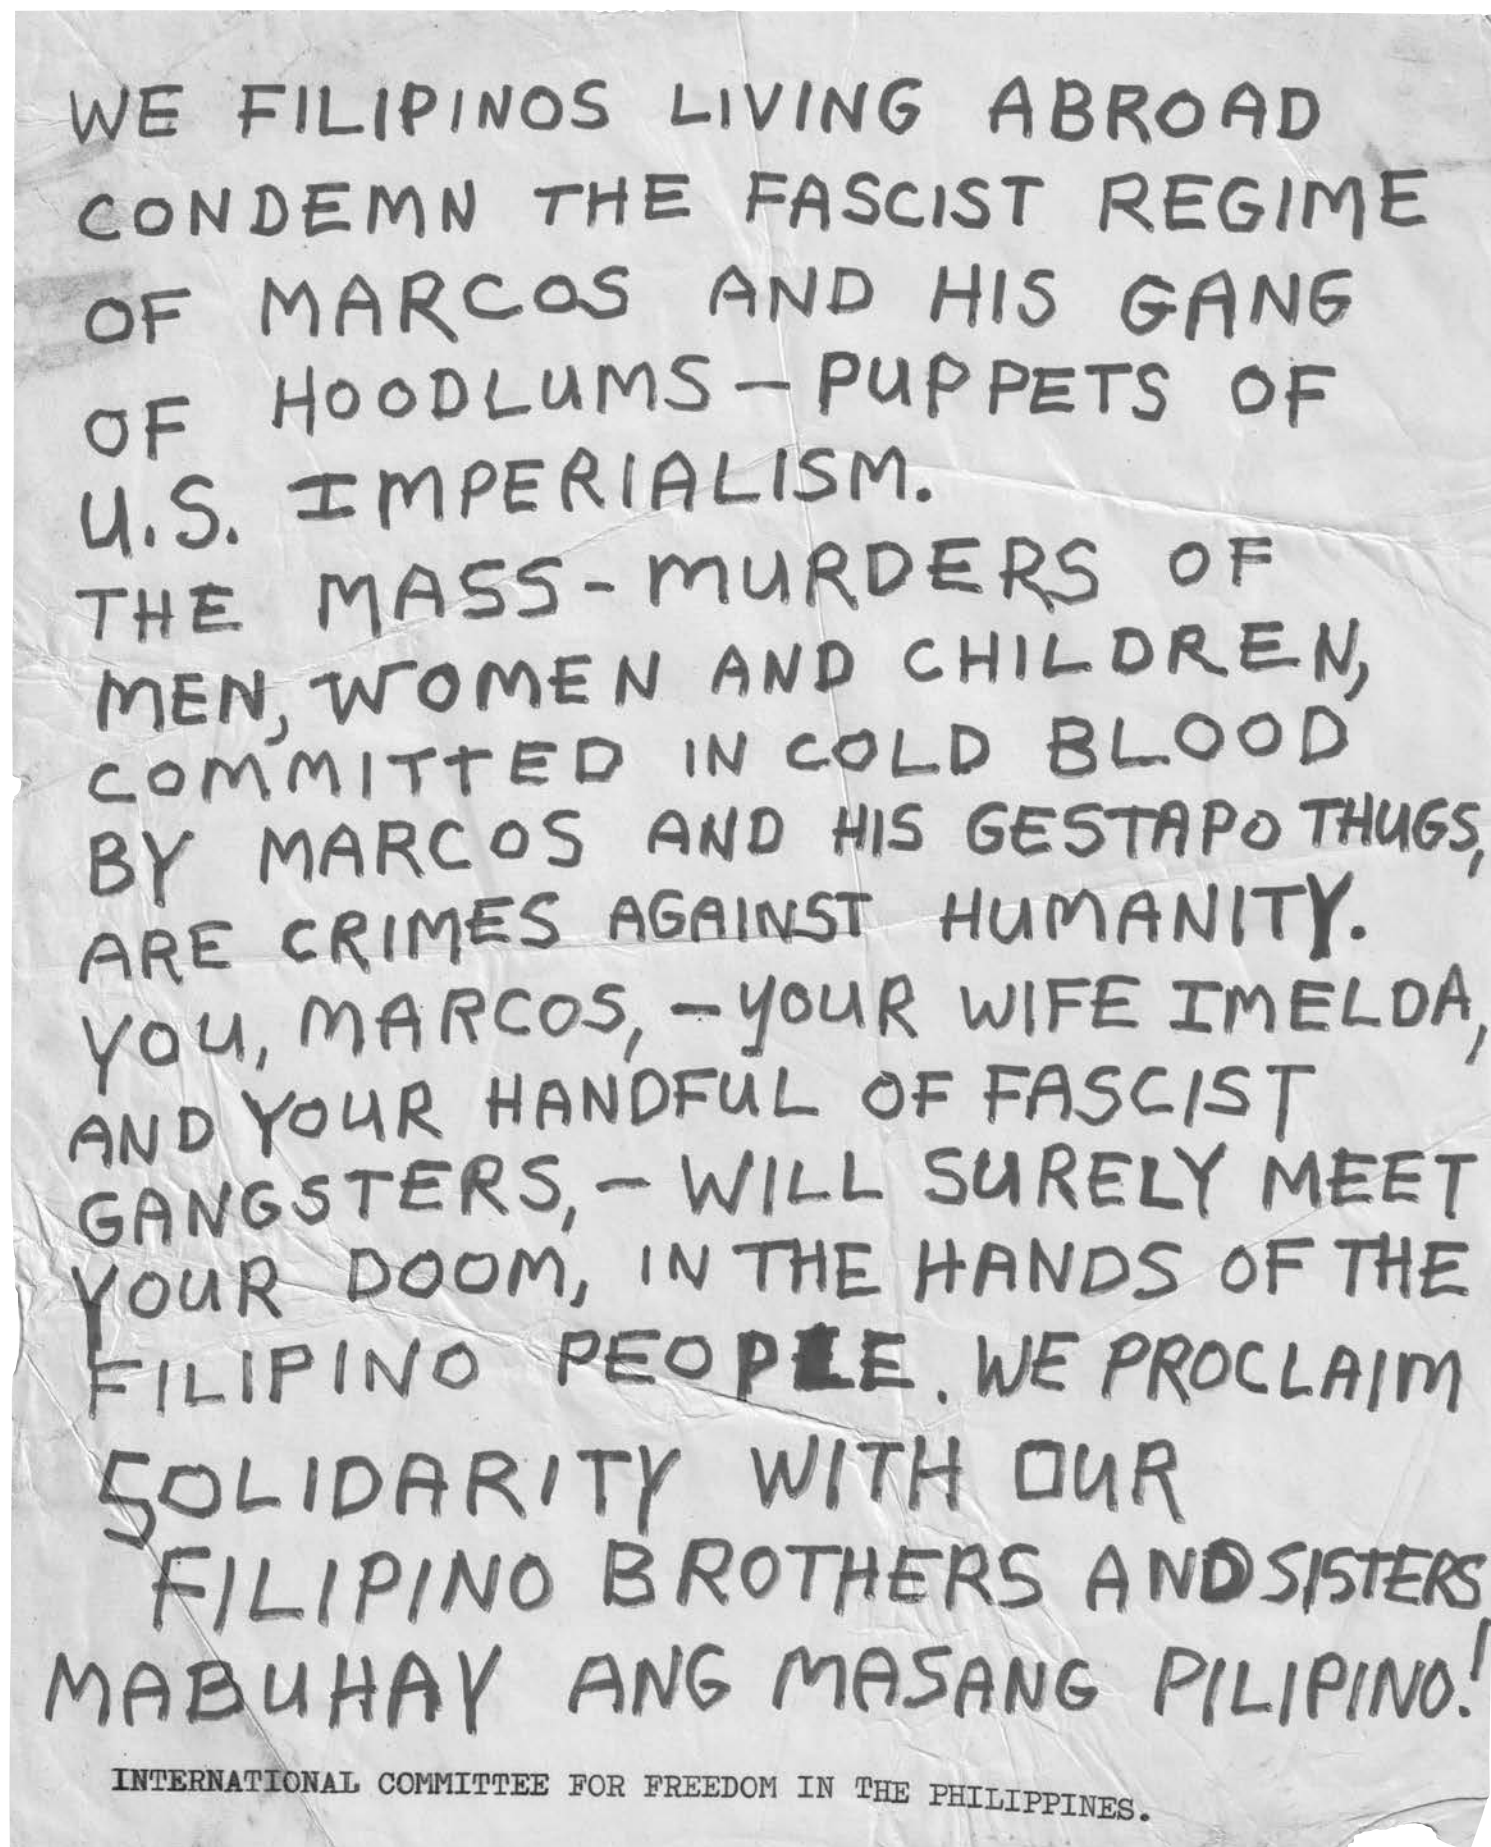 WE FILIPINOS LIVING ABROAD
CONDEMN THE FASCIST REGIME
OF MARCOS AND HIS GANG
OF HOODLUMS – PUPPETS OF
U.S. IMPERIALISM.
THE MASS-MURDERS OF
MEN, WOMEN AND CHILDREN,
COMMITTED IN COLD BLOOD
BY MARCOS AND HIS GESTAPO THUGS,
ARE CRIMES AGAINST HUMANITY.
YOU, MARCOS, – YOUR WIFE IMELDA,
AND YOUR HANDFUL OF FASCIST
GANGSTERS, – WILL SURELY MEET
YOUR DOOM, IN THE HANDS OF THE
FILIPINO PEOPLE. WE PROCLAIM
SOLIDARITY WITH OUR
FILIPINO BROTHERS AND SISTERS!
MABUHAY ANG MASANG PILIPINO!
INTERNATIONAL COMMITTEE FOR FREEDOM IN THE PHILIPPINES.